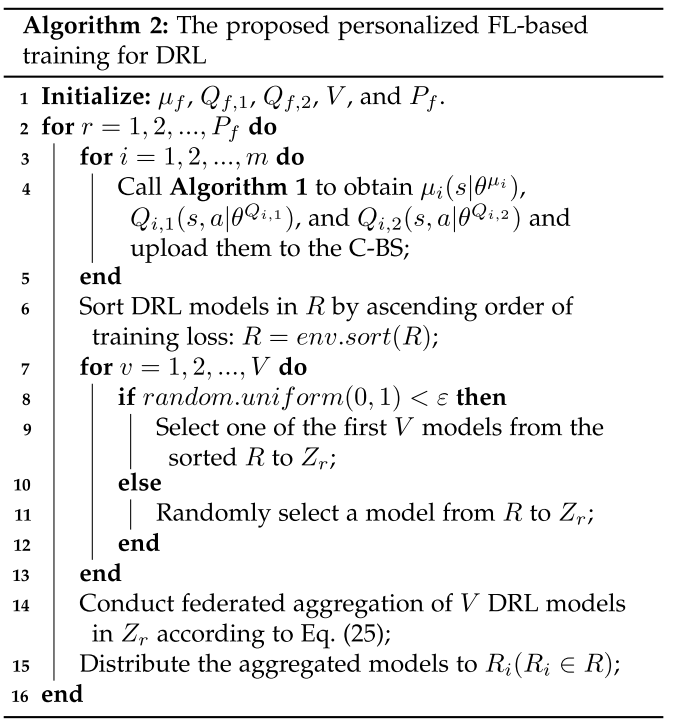 Algorithm 2: The proposed personalized FL-based
training for DRL
1 Initialize: μ_f, Q_{f,1}, Q_{f,2}, V, and P_f.
2 for r = 1, 2, ..., P_f do
3 for i = 1, 2, ..., m do
4 Call Algorithm 1 to obtain μ_i(s|θ^{μ_i}),
Q_{i,1}(s, a|θ^{Q_{i,1}}), and Q_{i,2}(s, a|θ^{Q_{i,2}}) and
upload them to the C-BS;
5 end
6 Sort DRL models in R by ascending order of
training loss: R = env.sort(R);
7 for v = 1, 2, ..., V do
8 if random.uniform(0, 1) < ε then
9 Select one of the first V models from the
sorted R to Z_r;
10 else
11 Randomly select a model from R to Z_r;
12 end
13 end
14 Conduct federated aggregation of V DRL models
in Z_r according to Eq. (25);
15 Distribute the aggregated models to R_i(R_i ∈ R);
16 end